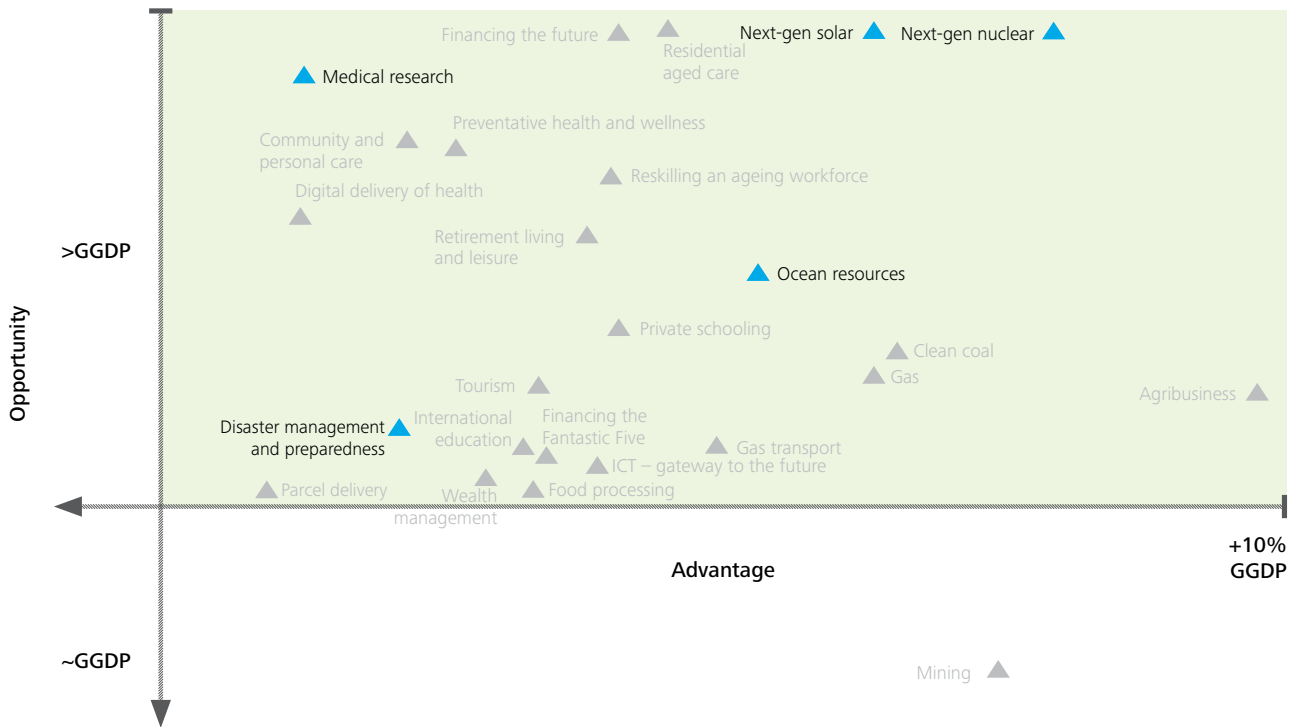 Financing the future
Residential
aged care
Next-gen solar
Next-gen nuclear
Medical research
Community and
personal care
Preventative health and wellness
Digital delivery of health
Reskilling an ageing workforce
Retirement living
and leisure
>GGDP
Ocean resources
Opportunity
Private schooling
Clean coal
Gas
Tourism
Agribusiness
Disaster management
and preparedness
International
education
Financing the
Fantastic Five
Gas transport
ICT – gateway to the future
Parcel delivery
Wealth
management
Food processing
+10%
GGDP
Advantage
~GGDP
Mining